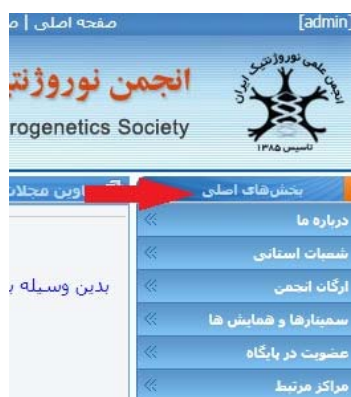 [admin]
صفحه اصلی |
انجمن نوروژنتی
rogenetics Society
انجمن علمی نوروژنتیک ایران
تاسیس ۱۳۸۵
بخش‌های اصلی
اوین مجلات
درباره ما
شعبات استانی
ارگان انجمن
بدین وسیله ب
سمینارها و همایش ها
عضویت در پایگاه
مراکز مرتبط